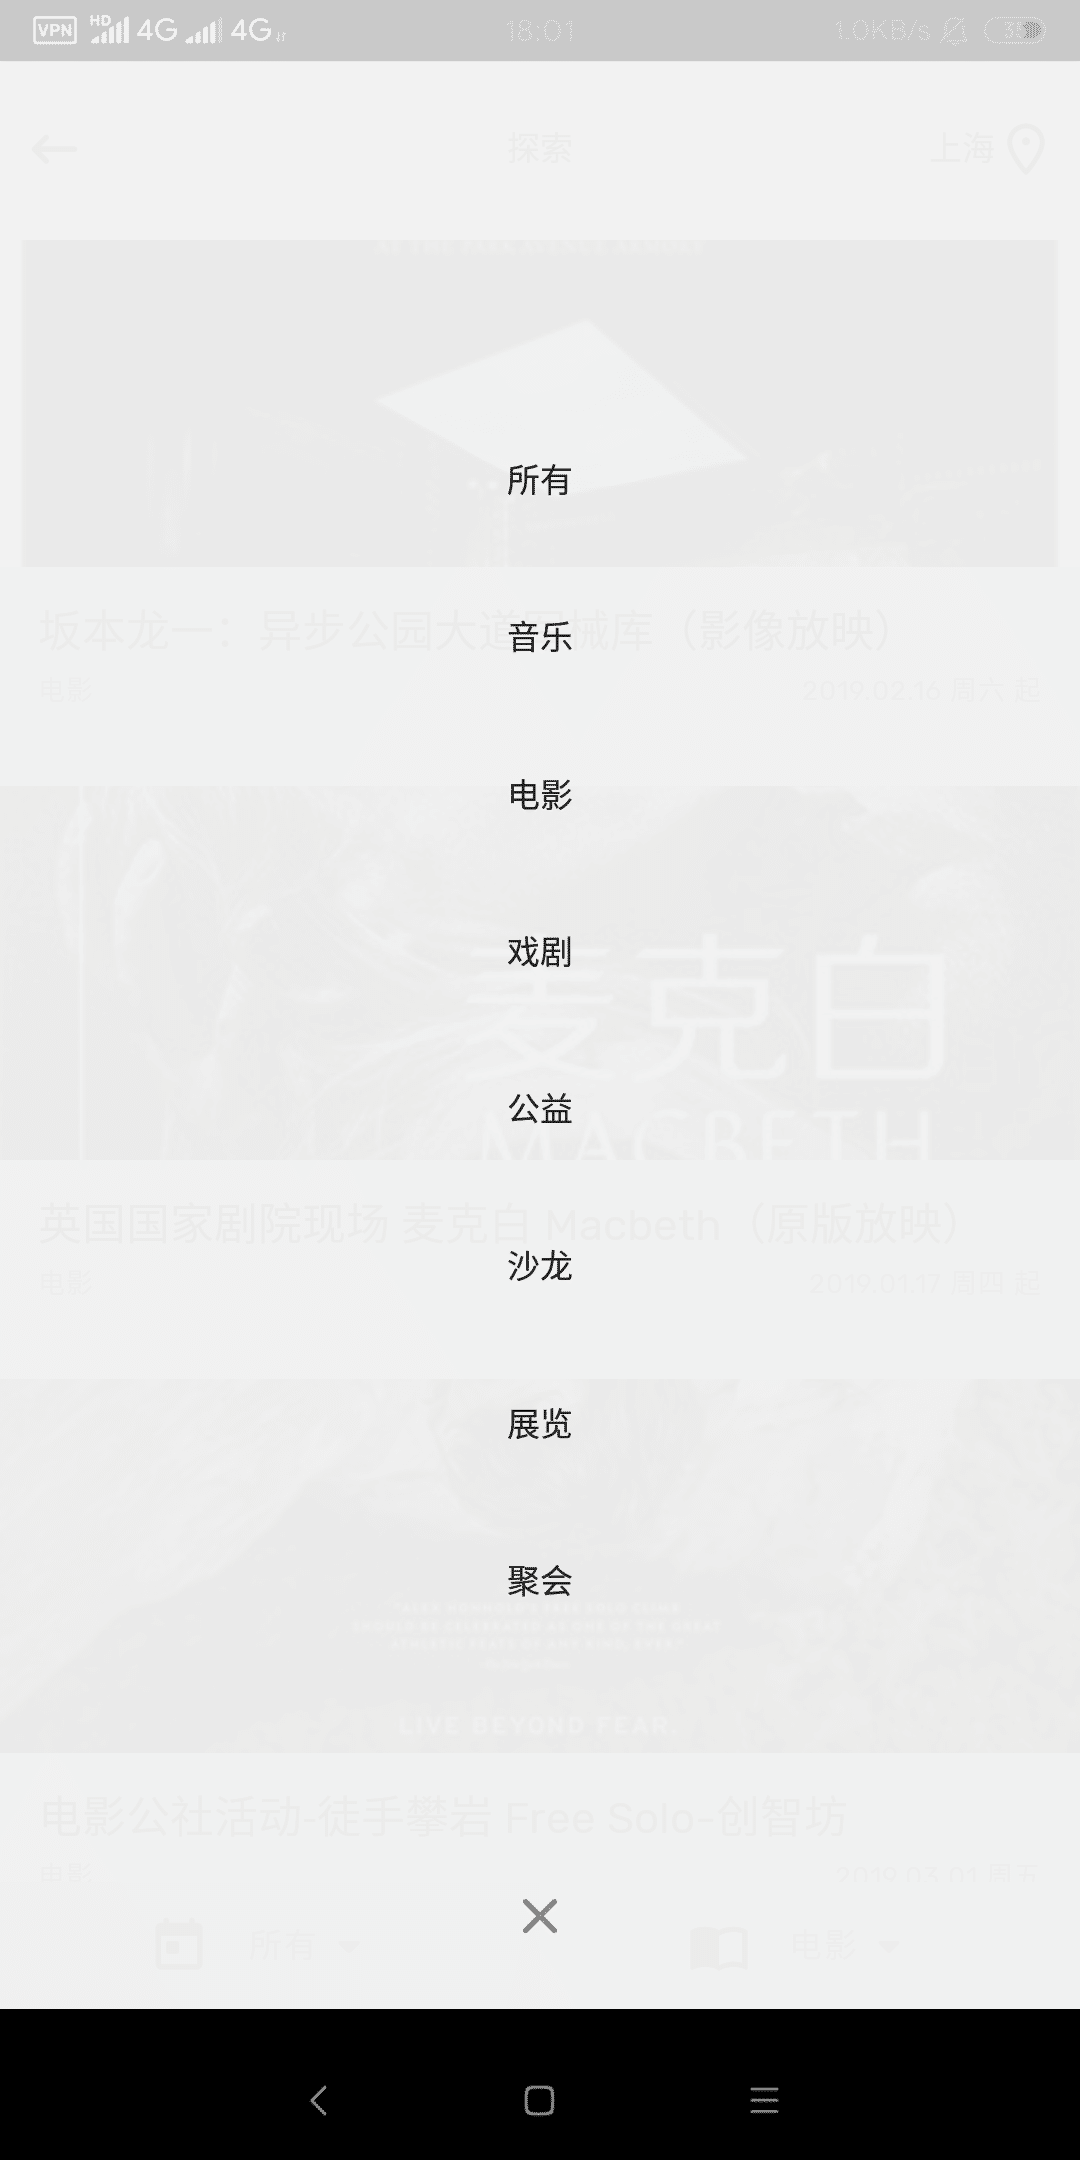 VPN HD 4G 4G 18:01 1.0KB/s 35
探索 上海
所有
坂本龙一：异步公园大道军械库（影像放映）
音乐
电影 2019.02.16 周六 起
电影
戏剧
麦克白
公益
MACBETH
英国国家剧院现场 麦克白 Macbeth（原版放映）
沙龙
电影 2019.01.17 周四 起
展览
聚会
LIVE BEYOND FEAR.
电影公社活动-徒手攀岩 Free Solo-创智坊
电影 2019.03.01 周五
所有 电影